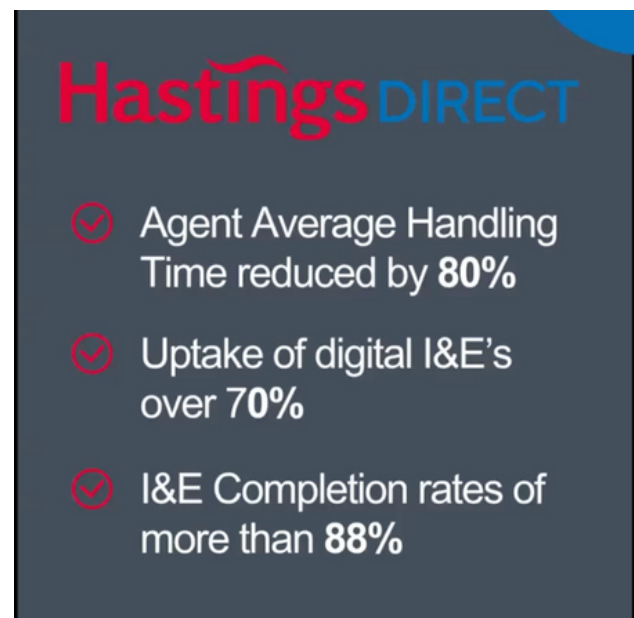 Hastings DIRECT
Agent Average Handling
Time reduced by 80%
Uptake of digital I&E's
over 70%
I&E Completion rates of
more than 88%